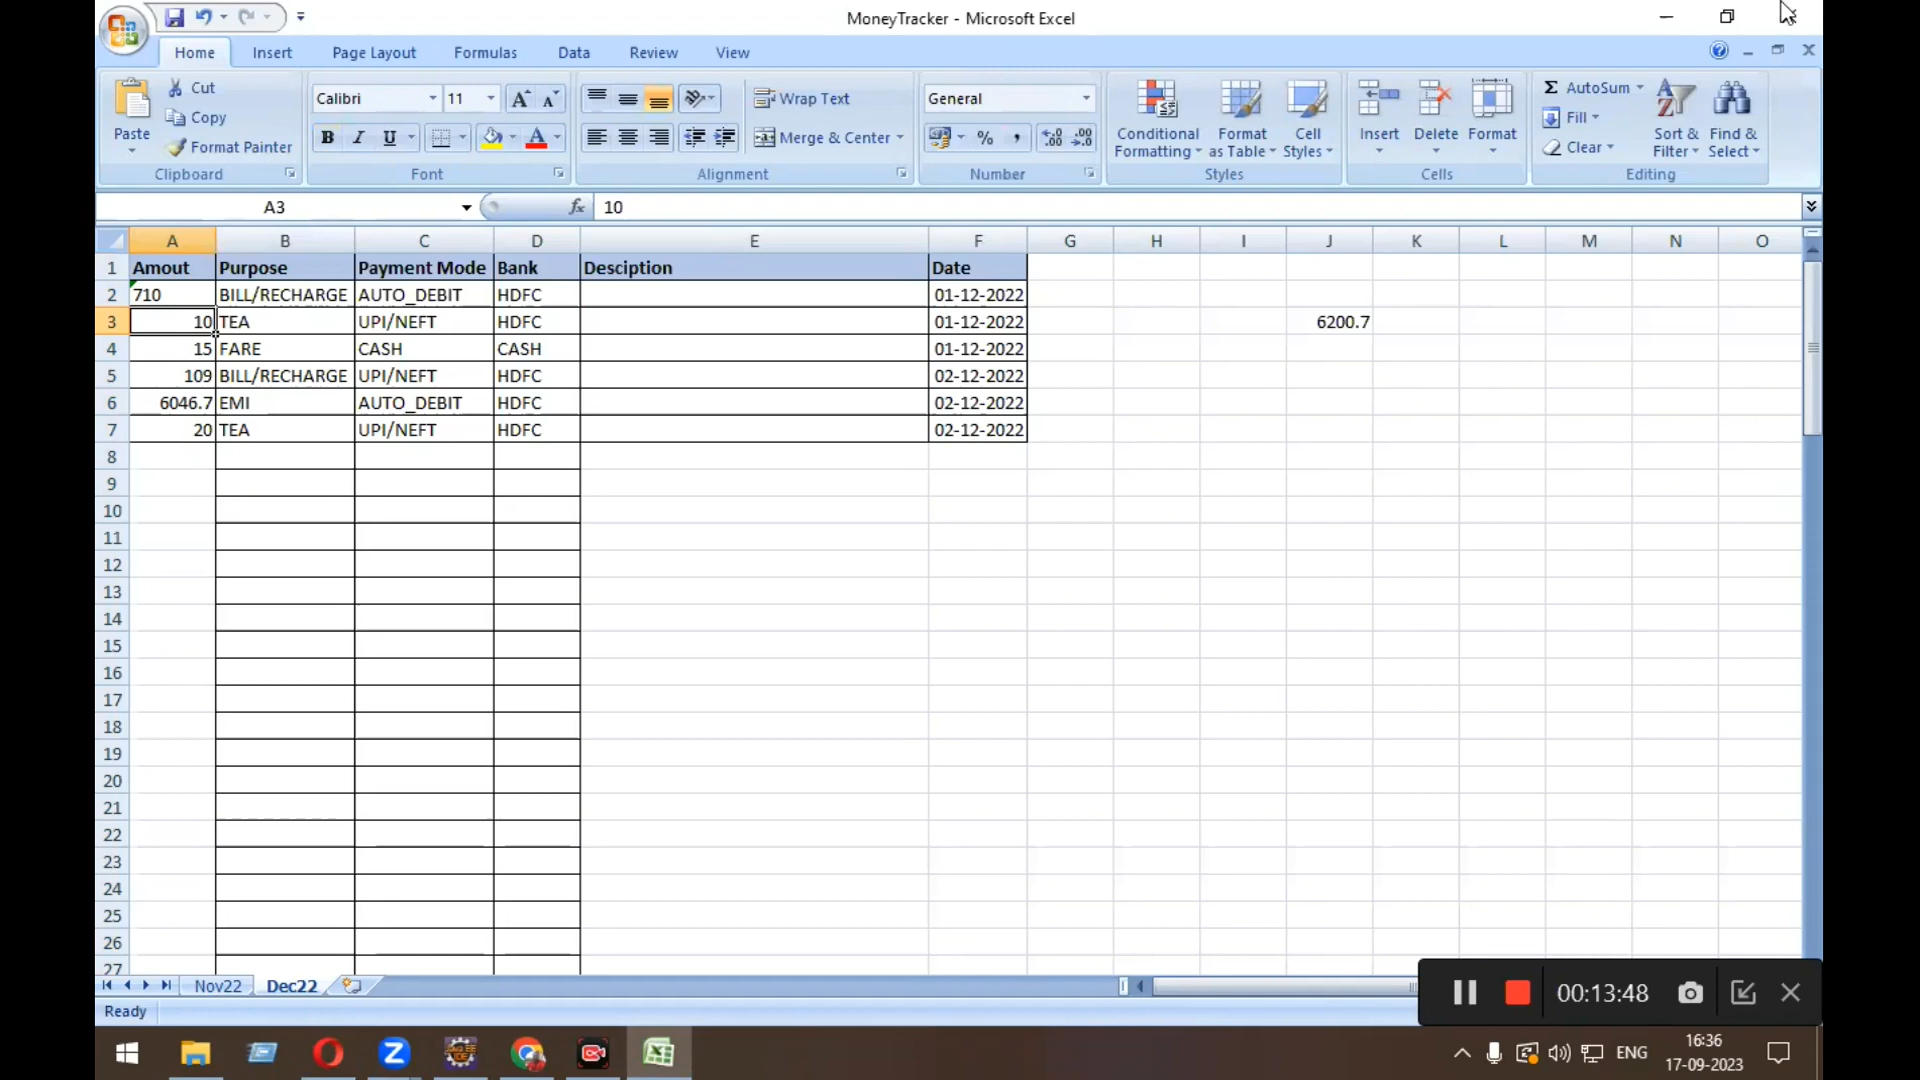 MoneyTracker - Microsoft Excel
Home Insert Page Layout Formulas Data Review View
Paste
Cut
Copy
Format Painter
Clipboard
Calibri 11
B I U
Font
Wrap Text
Merge & Center
Alignment
General
% ,
Number
Conditional Formatting
Format as Table
Cell Styles
Styles
Insert Delete Format
Cells
Σ AutoSum
Fill
Clear
Sort & Filter
Find & Select
Editing
A3 fx 10
A B C D E F G H I J K L M N O
1 Amout Purpose Payment Mode Bank Desciption Date
2 710 BILL/RECHARGE AUTO_DEBIT HDFC 01-12-2022
3 10 TEA UPI/NEFT HDFC 01-12-2022 6200.7
4 15 FARE CASH CASH 01-12-2022
5 109 BILL/RECHARGE UPI/NEFT HDFC 02-12-2022
6 6046.7 EMI AUTO_DEBIT HDFC 02-12-2022
7 20 TEA UPI/NEFT HDFC 02-12-2022
8
9
10
11
12
13
14
15
16
17
18
19
20
21
22
23
24
25
26
27
Nov22 Dec22
Ready
00:13:48
ENG
16:36
17-09-2023